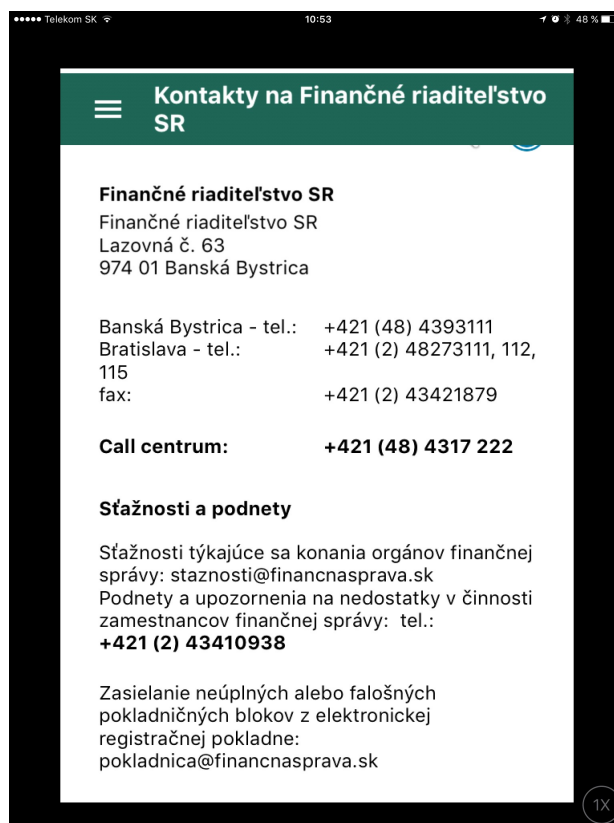 Telekom SK 10:53 48 %
Kontakty na Finančné riaditeľstvo
SR
Finančné riaditeľstvo SR
Finančné riaditeľstvo SR
Lazovná č. 63
974 01 Banská Bystrica
Banská Bystrica - tel.: +421 (48) 4393111
Bratislava - tel.: +421 (2) 48273111, 112,
115
fax: +421 (2) 43421879
Call centrum: +421 (48) 4317 222
Sťažnosti a podnety
Sťažnosti týkajúce sa konania orgánov finančnej
správy: staznosti@financnasprava.sk
Podnety a upozornenia na nedostatky v činnosti
zamestnancov finančnej správy: tel.:
+421 (2) 43410938
Zasielanie neúplných alebo falošných
pokladničných blokov z elektronickej
registračnej pokladne:
pokladnica@financnasprava.sk
1X